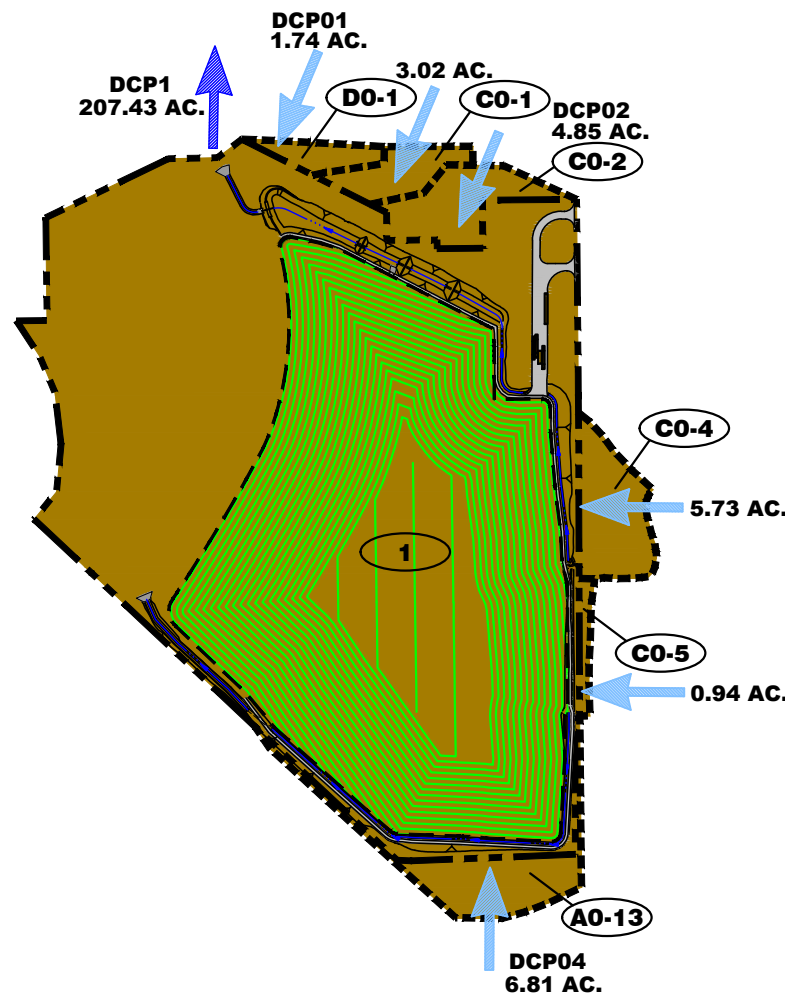 DCP01
1.74 AC.
DCP1
207.43 AC.
3.02 AC.
D0-1
C0-1
DCP02
4.85 AC.
C0-2
C0-4
5.73 AC.
1
C0-5
0.94 AC.
A0-13
DCP04
6.81 AC.